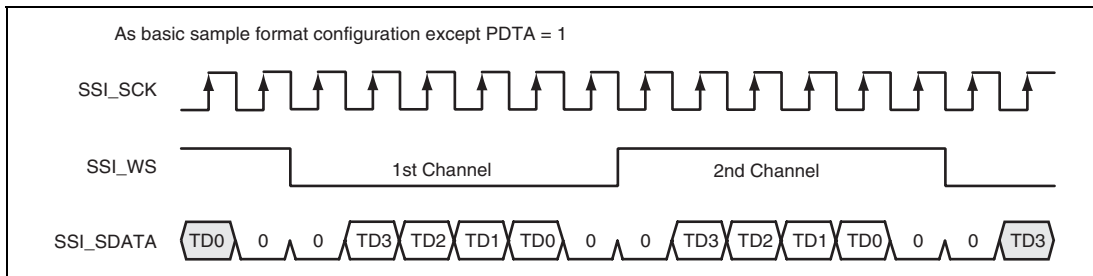 As basic sample format configuration except PDTA = 1
SSI_SCK
SSI_WS 1st Channel 2nd Channel
SSI_SDATA TD0 0 0 TD3 TD2 TD1 TD0 0 0 TD3 TD2 TD1 TD0 0 0 TD3